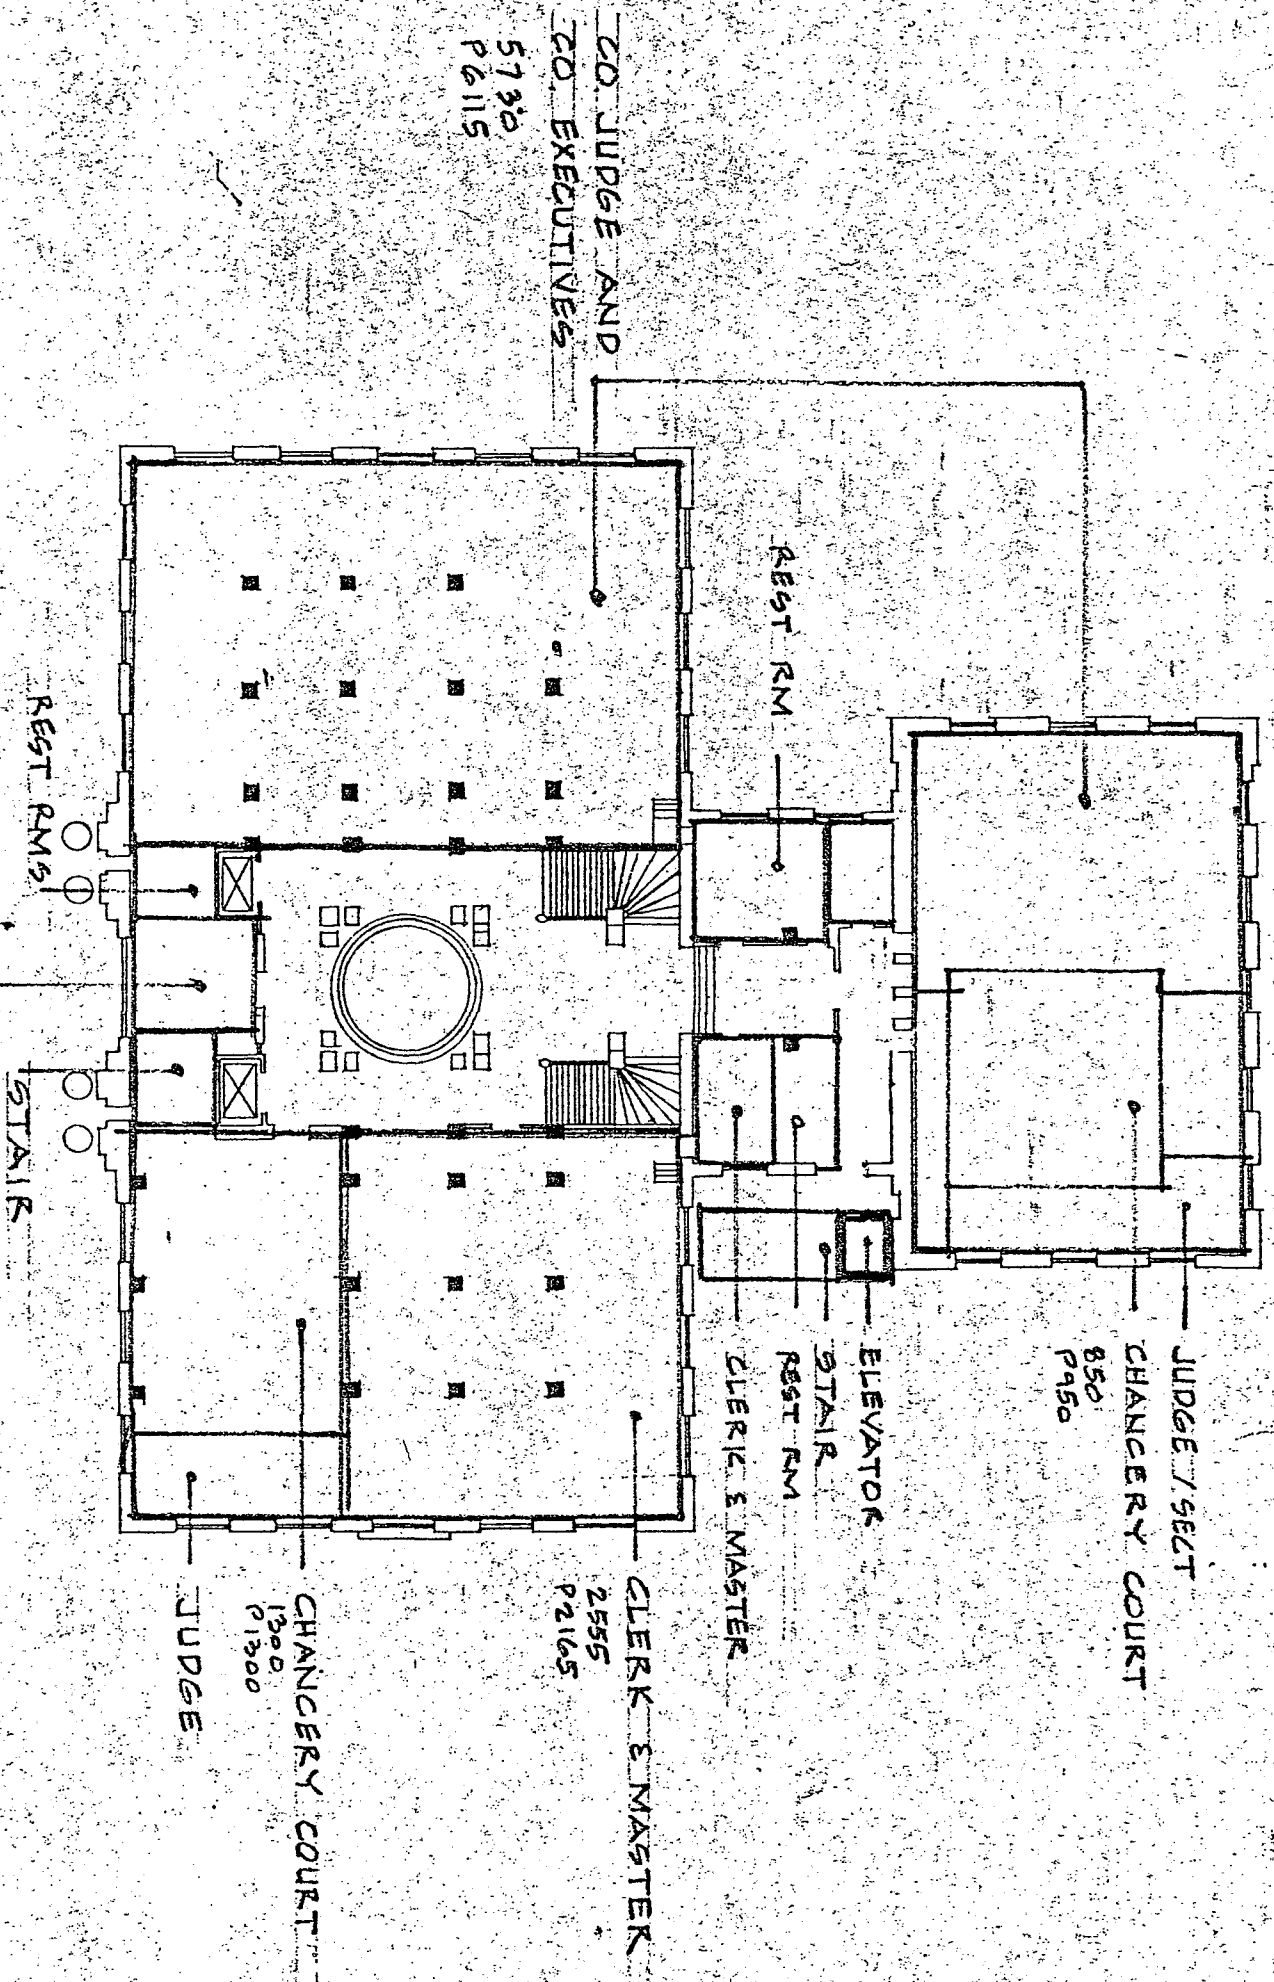 CO. JUDGE AND
CO. EXECUTIVES
5730
P6115
REST RM
REST RMS
STAIR
JUDGE / SECT
CHANCERY COURT
850
P950
ELEVATOR
STAIR
REST RM
CLERK & MASTER
CLERK & MASTER
2555
P2165
CHANCERY COURT
1300
P1300
JUDGE